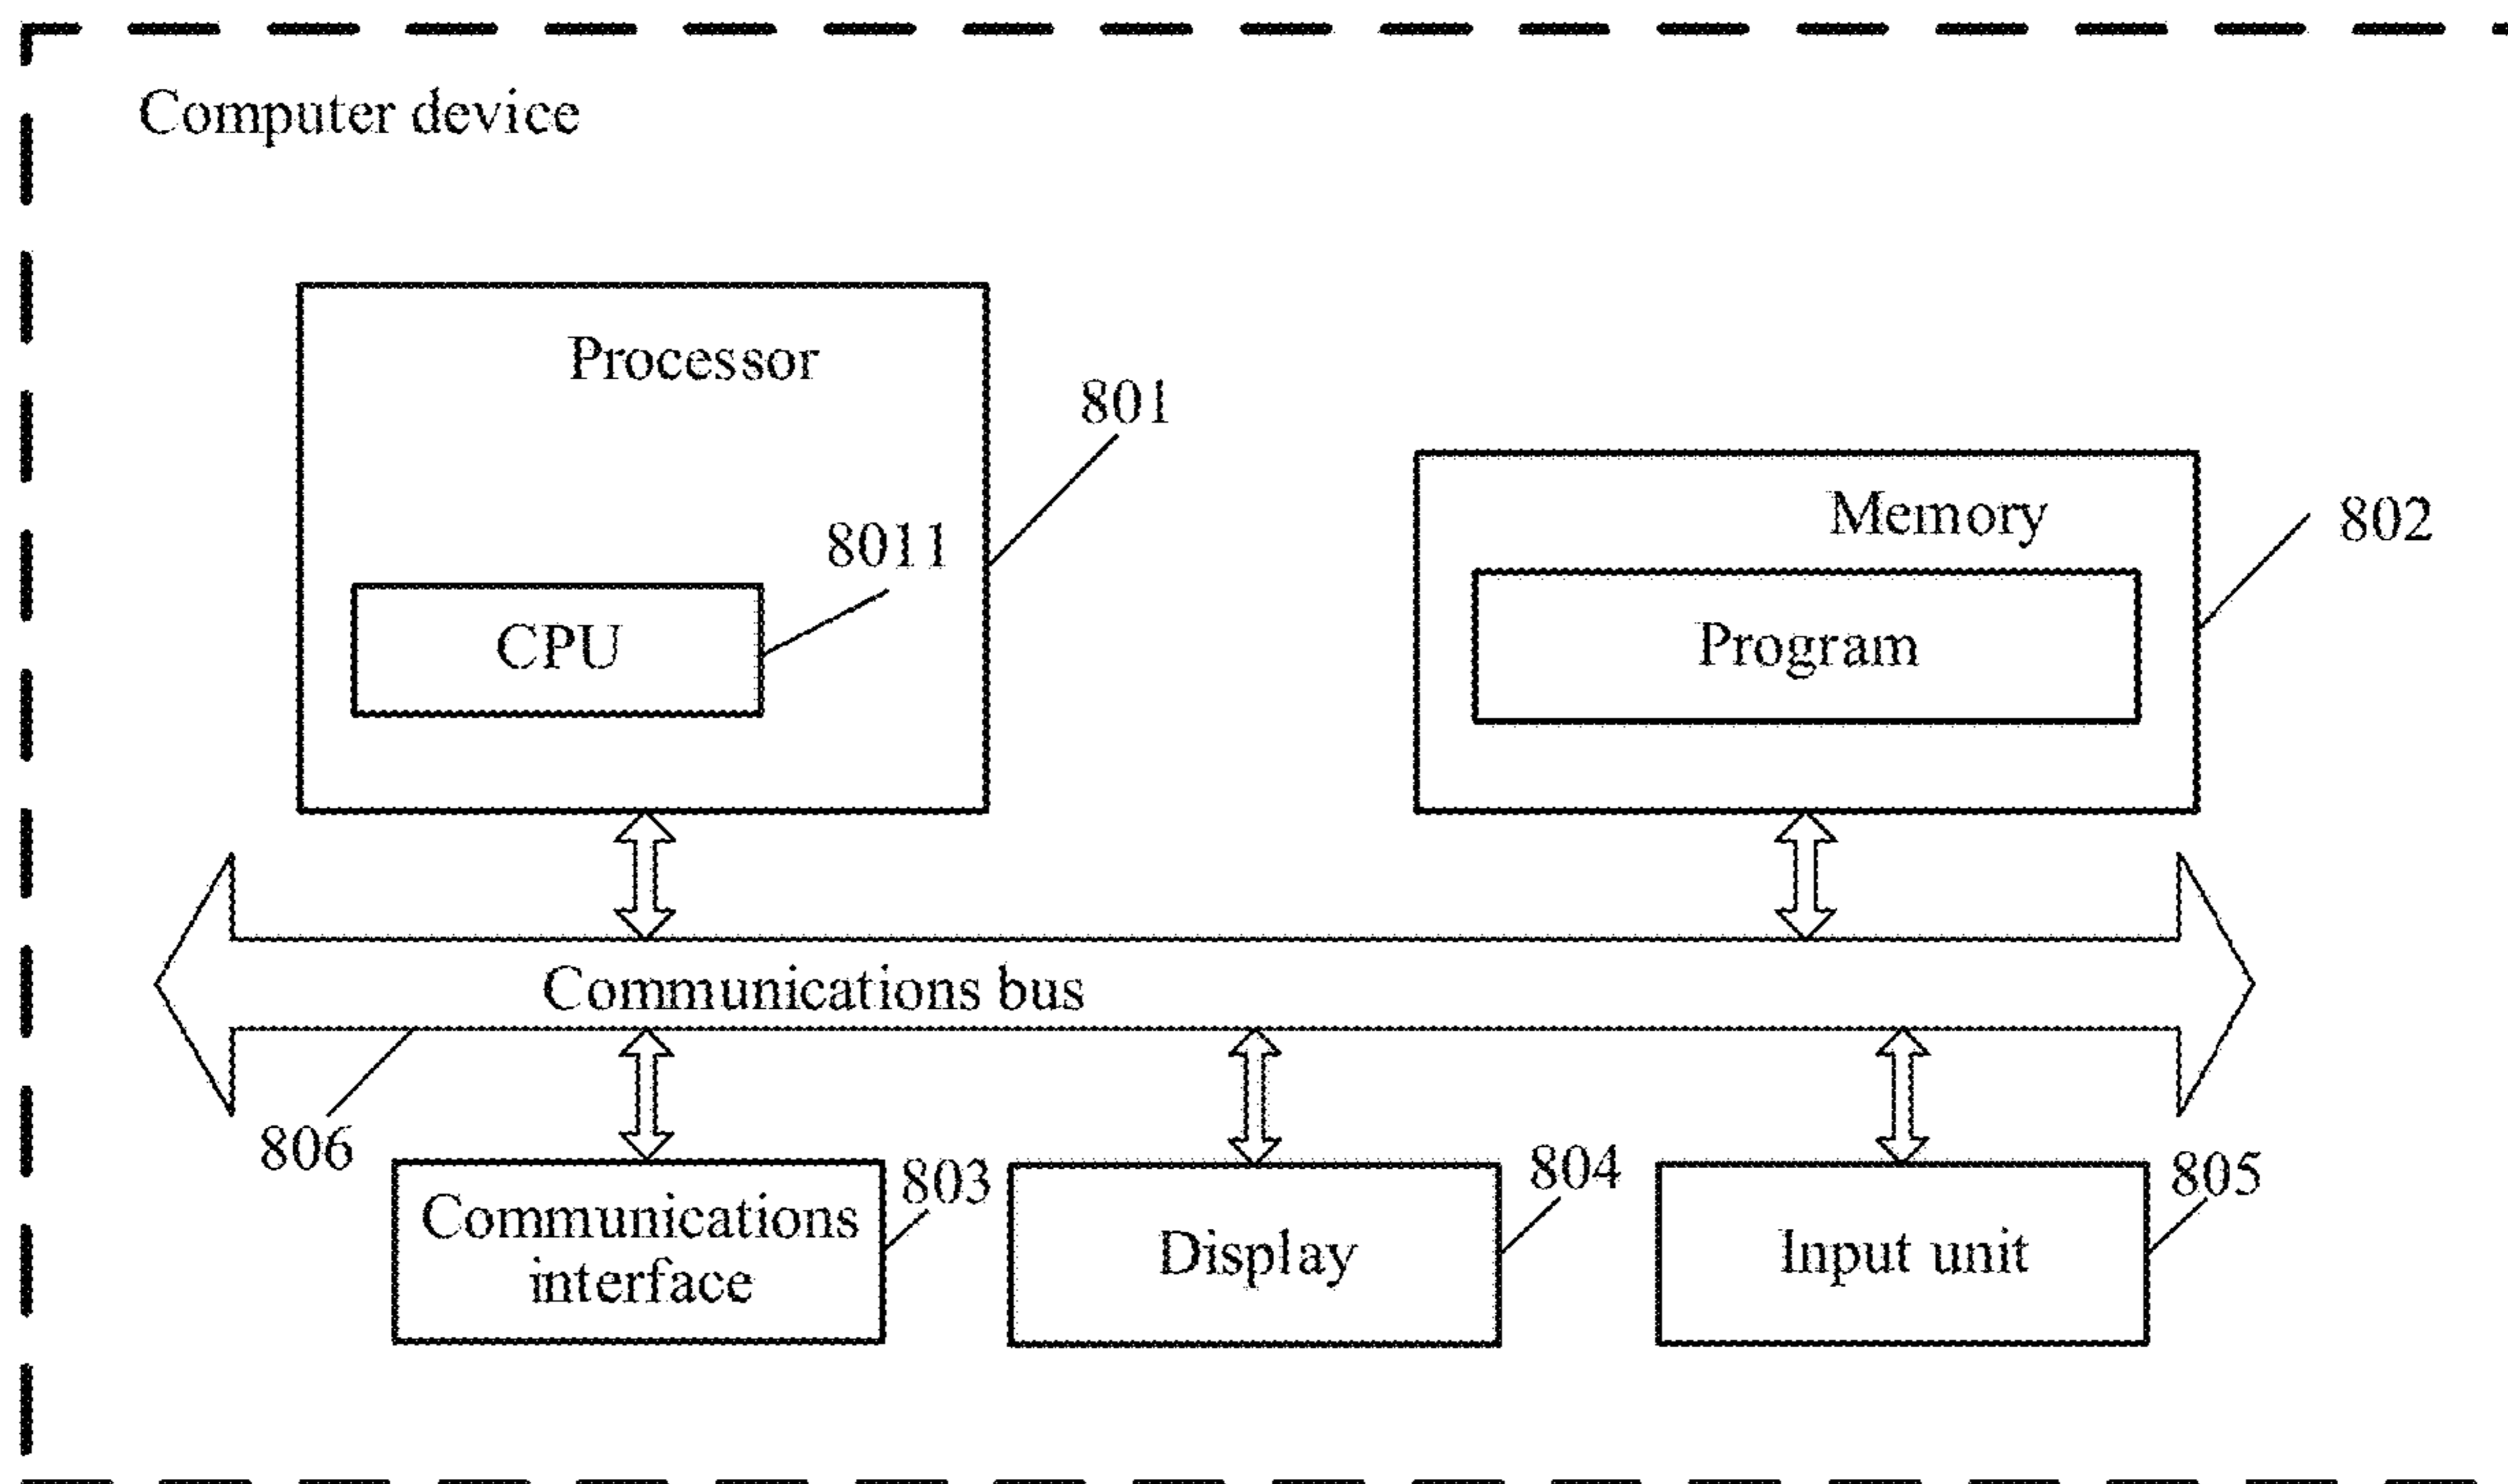 Computer device
Processor
801
8011
CPU
Memory
802
Program
Communications bus
806
Communications
interface
803
Display
804
Input unit
805